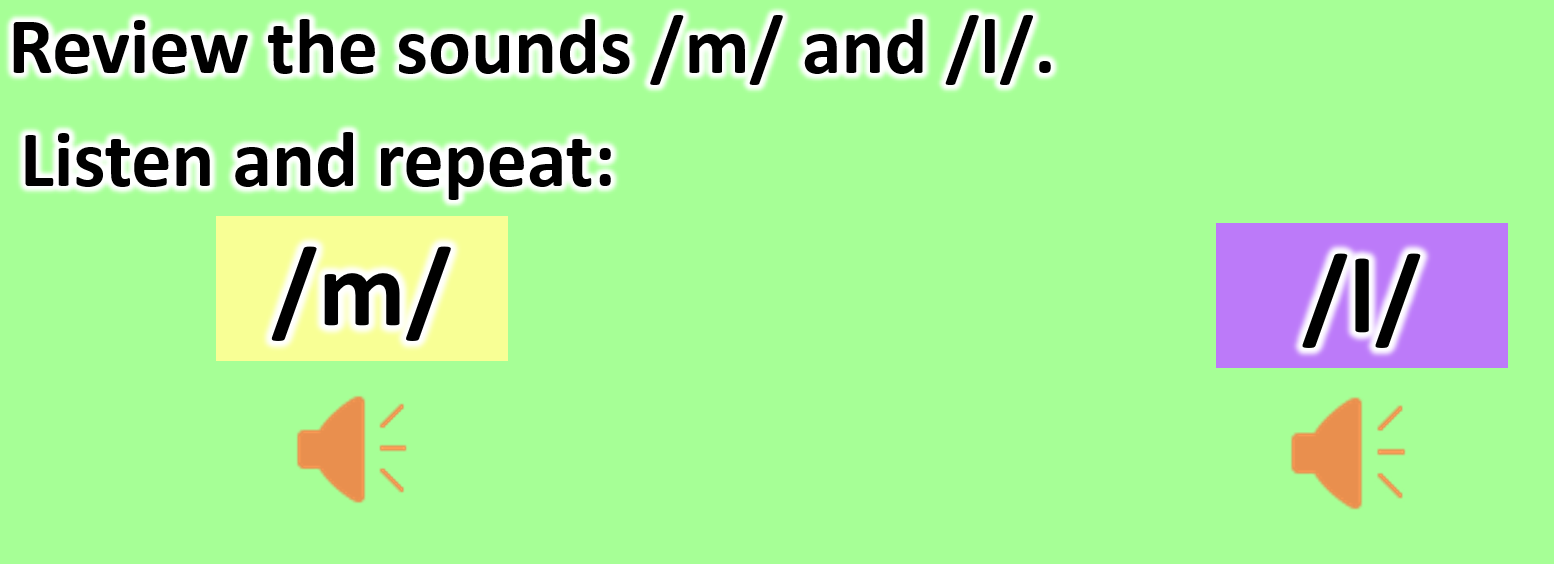 Review the sounds /m/ and /l/.
Listen and repeat:
/m/
/l/